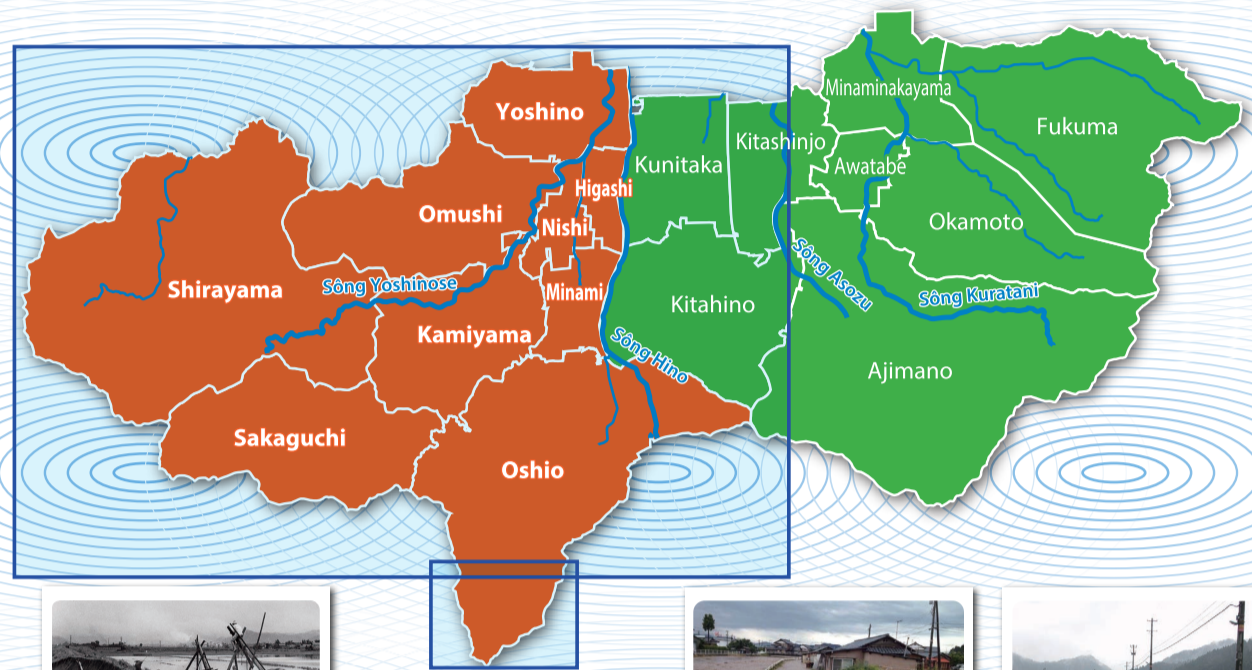 Minaminakayama
Fukuma
Yoshino
Kitashinjo
Kunitaka
Awatabe
Higashi
Omushi
Nishi
Okamoto
Sông Asozu
Shirayama
Sông Yoshinose
Minami
Kitahino
Sông Kuratani
Kamiyama
Sông Hino
Ajimano
Sakaguchi
Oshio